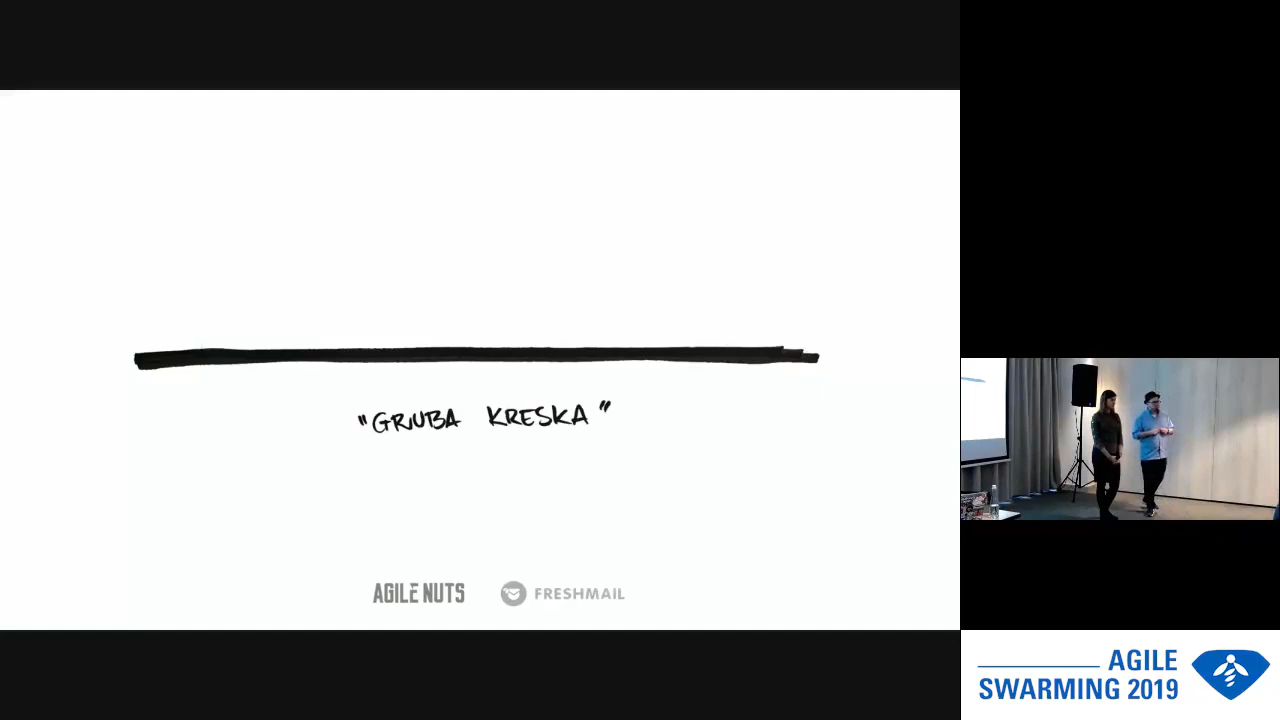 "GRUBA KRESKA"
AGILE NUTS
FRESHMAIL
AGILE
SWARMING 2019